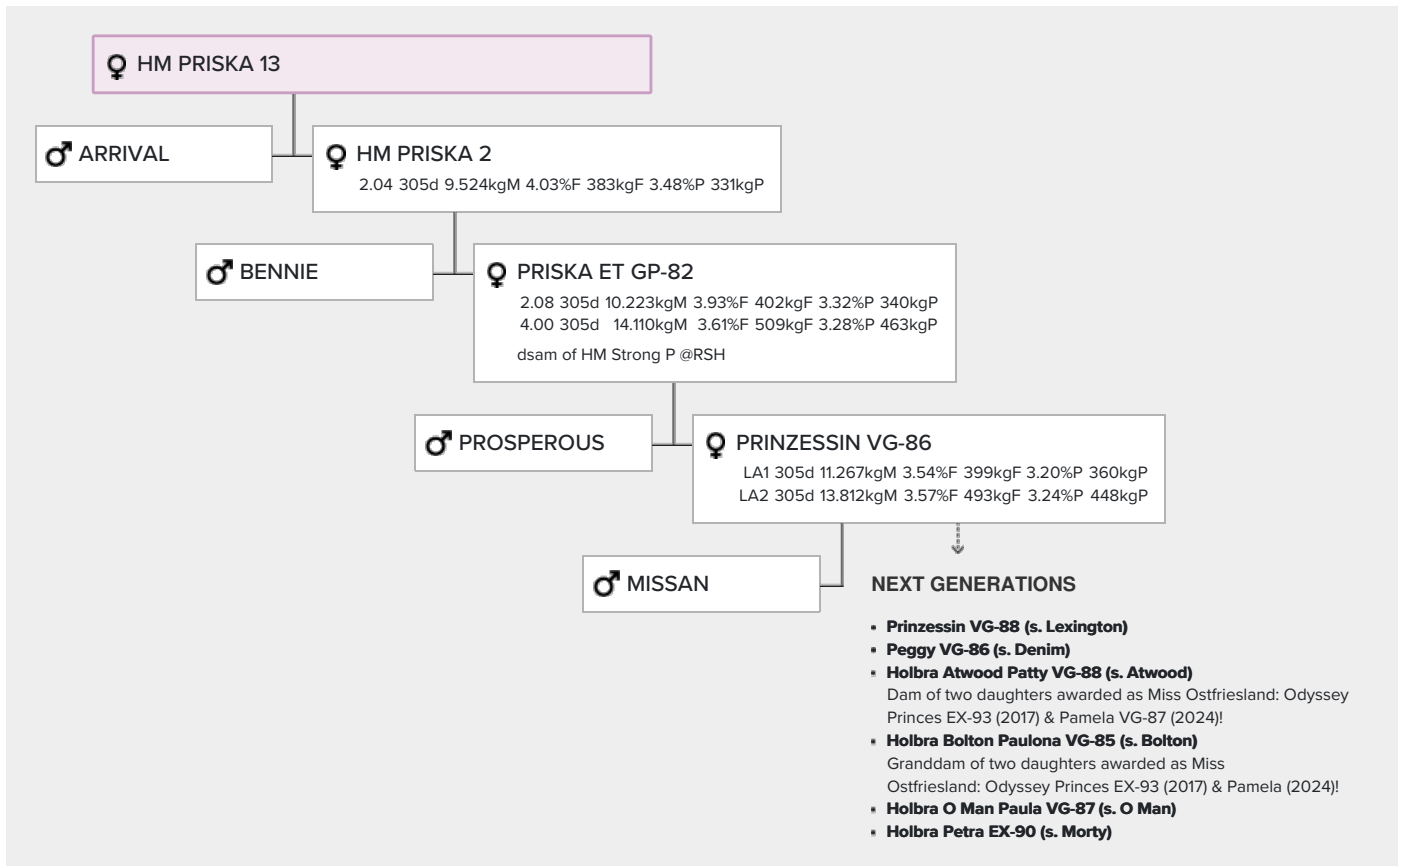 HM PRISKA 13
ARRIVAL
HM PRISKA 2
2.04 305d 9.524kgM 4.03%F 383kgF 3.48%P 331kgP
BENNIE
PRISKA ET GP-82
2.08 305d 10.223kgM 3.93%F 402kgF 3.32%P 340kgP
4.00 305d 14.110kgM 3.61%F 509kgF 3.28%P 463kgP
dsam of HM Strong P @RSH
PROSPEROUS
PRINZESSIN VG-86
LA1 305d 11.267kgM 3.54%F 399kgF 3.20%P 360kgP
LA2 305d 13.812kgM 3.57%F 493kgF 3.24%P 448kgP
MISSAN
NEXT GENERATIONS
▪ Prinzessin VG-88 (s. Lexington)
▪ Peggy VG-86 (s. Denim)
▪ Holbra Atwood Patty VG-88 (s. Atwood)
Dam of two daughters awarded as Miss Ostfriesland: Odyssey
Princes EX-93 (2017) & Pamela VG-87 (2024)!
▪ Holbra Bolton Paulona VG-85 (s. Bolton)
Granddam of two daughters awarded as Miss
Ostfriesland: Odyssey Princes EX-93 (2017) & Pamela (2024)!
▪ Holbra O Man Paula VG-87 (s. O Man)
▪ Holbra Petra EX-90 (s. Morty)